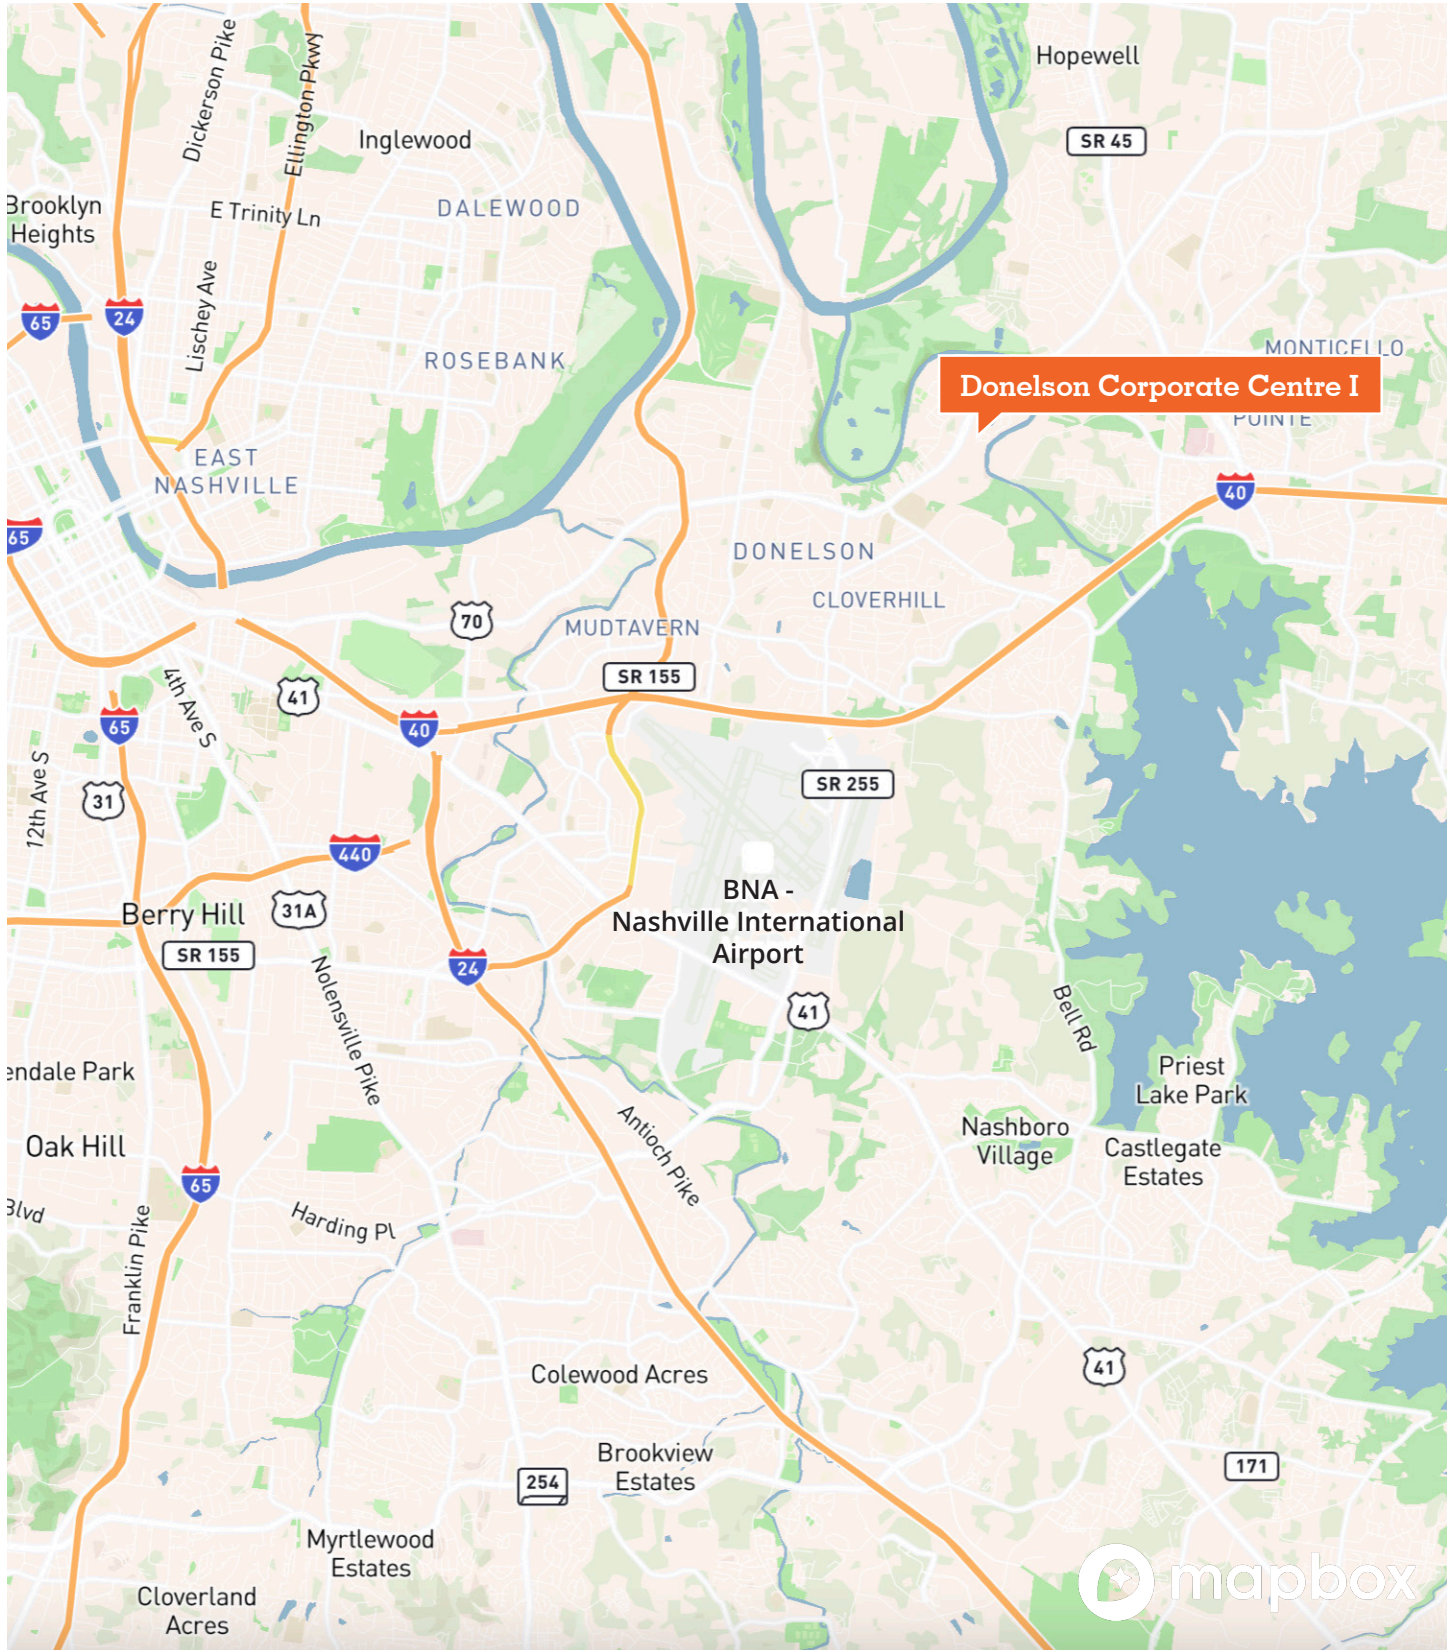 Hopewell
Dickerson Pike
Ellington Pkwy
Inglewood
SR 45
Brooklyn
Heights
E Trinity Ln
DALEWOOD
Lischey Ave
65
24
ROSEBANK
MONTICELLO
Donelson Corporate Centre I
POINTE
EAST
NASHVILLE
40
65
DONELSON
CLOVERHILL
70
MUDTAVERN
SR 155
41
4th Ave S
65
40
12th Ave S
31
SR 255
440
BNA -
Nashville International
Airport
Berry Hill
31A
SR 155
24
Nolensville Pike
41
Bell Rd
endale Park
Priest
Lake Park
Oak Hill
Antioch Pike
Nashboro
Village
Castlegate
Estates
65
Blvd
Harding Pl
Franklin Pike
Colewood Acres
41
Brookview
Estates
254
171
Myrtlewood
Estates
mapbox
Cloverland
Acres